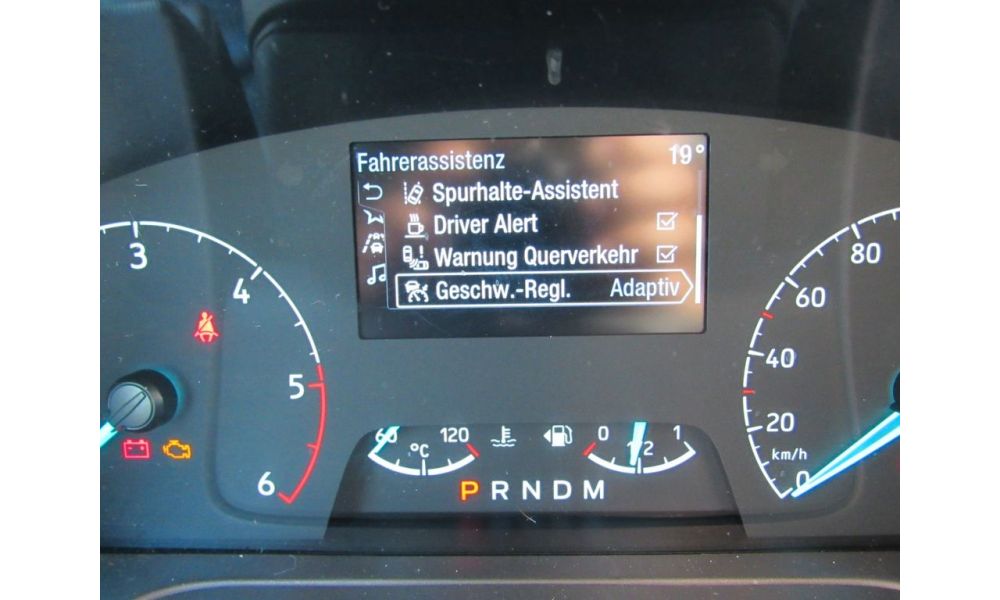 Fahrerassistenz 19°
Spurhalte-Assistent
Driver Alert
Warnung Querverkehr
Geschw.-Regl. Adaptiv
3
4
5
6
80
60
40
20
km/h
0
60 120
°C
0 1/2 1
P R N D M